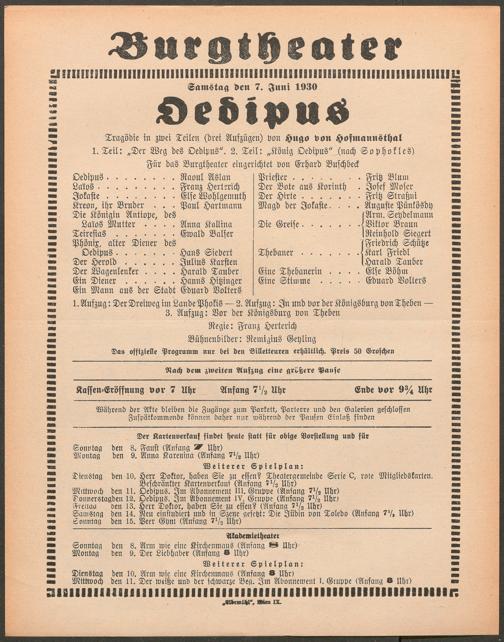 Burgtheater
Samstag den 7. Juni 1930
Oedipus
Tragödie in zwei Teilen (drei Aufzügen) von Hugo von Hofmannsthal
1. Teil: „Der Weg des Oedipus“. 2. Teil: „König Oedipus“ (nach Sophokles)
Für das Burgtheater eingerichtet von Erhard Buschbeck
Oedipus . . . . . . . . Raoul Aslan
Laïos . . . . . . . . Franz Herterich
Jokaste . . . . . . . . Else Wohlgemuth
Kreon, ihr Bruder . . . Paul Hartmann
Die Königin Antiope, des
Laïos Mutter . . . . Anna Kallina
Teiresias . . . . . . Ewald Balser
Phönix, alter Diener des
Oedipus . . . . . . Hans Siebert
Der Herold . . . . . Julius Karsten
Der Wagenlenker . . . Harald Tauber
Ein Diener . . . . . Hanns Hitzinger
Ein Mann aus der Stadt Eduard Volters
Priester . . . . . . . Fritz Blum
Der Bote aus Korinth . Josef Moser
Der Hirte . . . . . . Fritz Straßny
Magd der Jokaste . . . Auguste Pünkösdy
Die Greise . . . . . .
Arm. Seydelmann
Viktor Braun
Reinhold Siegert
Thebaner . . . . . .
Friedrich Schütze
Karl Friedl
Harald Tauber
Eine Thebanerin . . . Else Böhm
Eine Stimme . . . . . Eduard Volters
1. Aufzug: Der Dreiweg im Lande Phokis — 2. Aufzug: In und vor der Königsburg von Theben —
3. Aufzug: Vor der Königsburg von Theben
Regie: Franz Herterich
Bühnenbilder: Remigius Geyling
Das offizielle Programm nur bei den Billetteuren erhältlich. Preis 50 Groschen
Nach dem zweiten Aufzug eine größere Pause
Kassen-Eröffnung vor 7 Uhr Anfang 7½ Uhr Ende vor 9¾ Uhr
Während der Akte bleiben die Zugänge zum Parkett, Parterre und den Galerien geschlossen
Zuspätkommende können daher nur während der Pausen Einlaß finden
Der Kartenverkauf findet heute statt für obige Vorstellung und für
Sonntag den 8. Faust (Anfang 7 Uhr)
Montag den 9. Anna Karenina (Anfang 7½ Uhr)
Weiterer Spielplan:
Dienstag den 10. Herr Doktor, haben Sie zu essen? Theatergemeinde Serie C, rote Mitgliedskarten.
Beschränkter Kartenverkauf (Anfang 7½ Uhr)
Mittwoch den 11. Oedipus. Im Abonnement III. Gruppe (Anfang 7½ Uhr)
Donnerstag den 12. Oedipus. Im Abonnement IV. Gruppe (Anfang 7½ Uhr)
Freitag den 13. Herr Doktor, haben Sie zu essen? (Anfang 7½ Uhr)
Samstag den 14. Neu einstudiert und in Szene gesetzt: Die Jüdin von Toledo (Anfang 7½ Uhr)
Sonntag den 15. Peer Gynt (Anfang 7½ Uhr)
Akademietheater
Sonntag den 8. Arm wie eine Kirchenmaus (Anfang 8 Uhr)
Montag den 9. Der Liebhaber (Anfang 8 Uhr)
Weiterer Spielplan:
Dienstag den 10. Arm wie eine Kirchenmaus (Anfang 8 Uhr)
Mittwoch den 11. Der weiße und der schwarze Weg. Im Abonnement I. Gruppe (Anfang 8 Uhr)
„Elbemühl“, Wien IX.